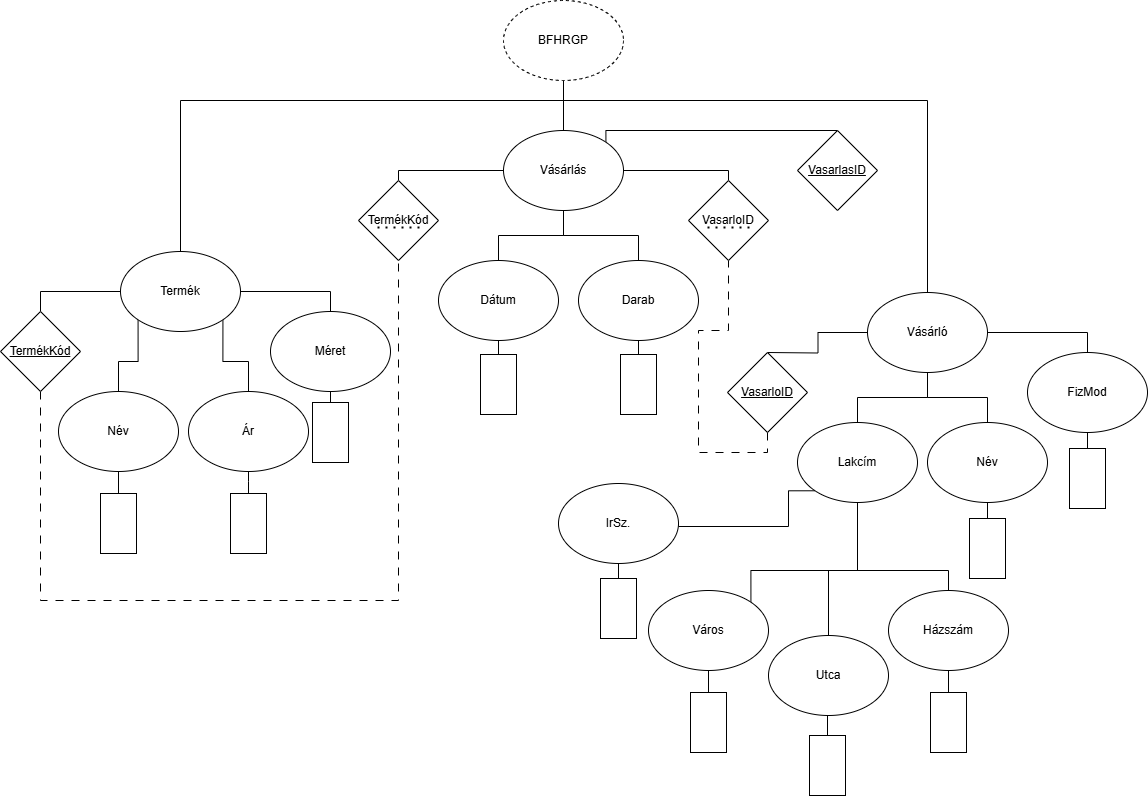 BFHRGP
Vásárlás
VasarlasID
TermékKód
VasarloID
Termék
Dátum
Darab
Vásárló
TermékKód
Méret
VasarloID
FizMod
Név
Ár
Lakcím
Név
IrSz.
Város
Házszám
Utca